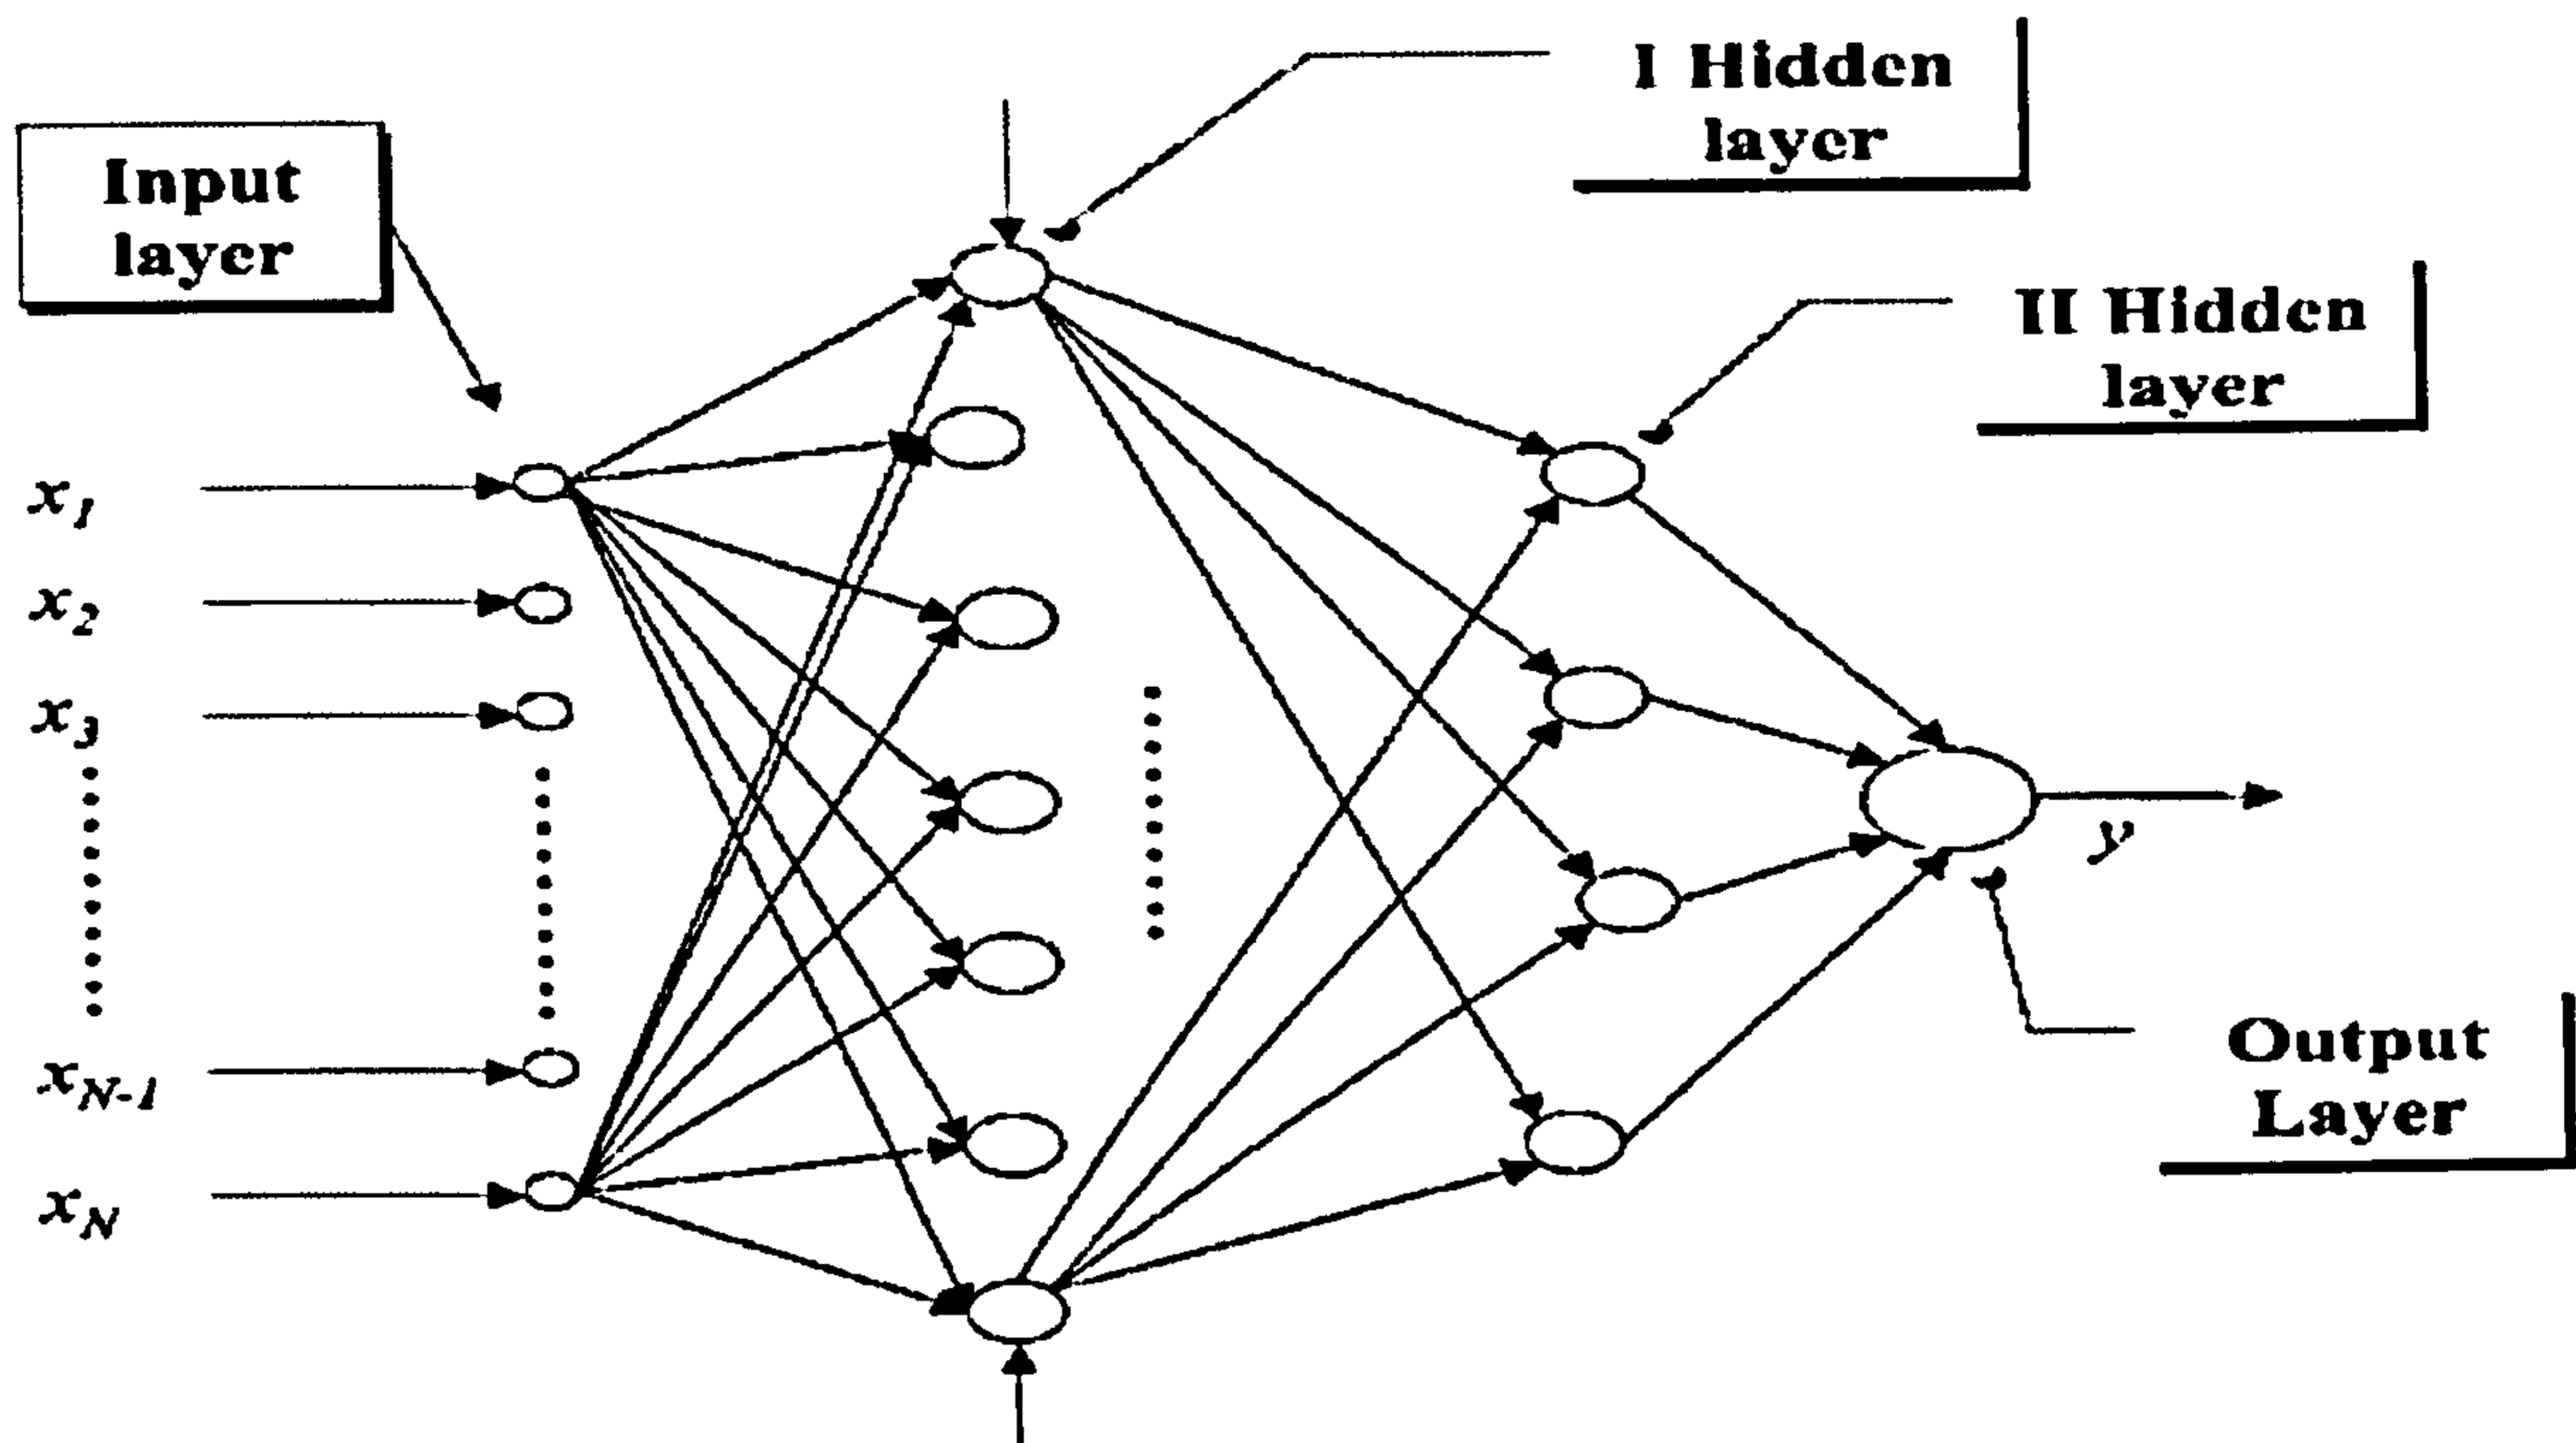 I Hidden
layer
Input
layer
II Hidden
layer
x1
x2
x3
xN-1
xN
y
Output
Layer